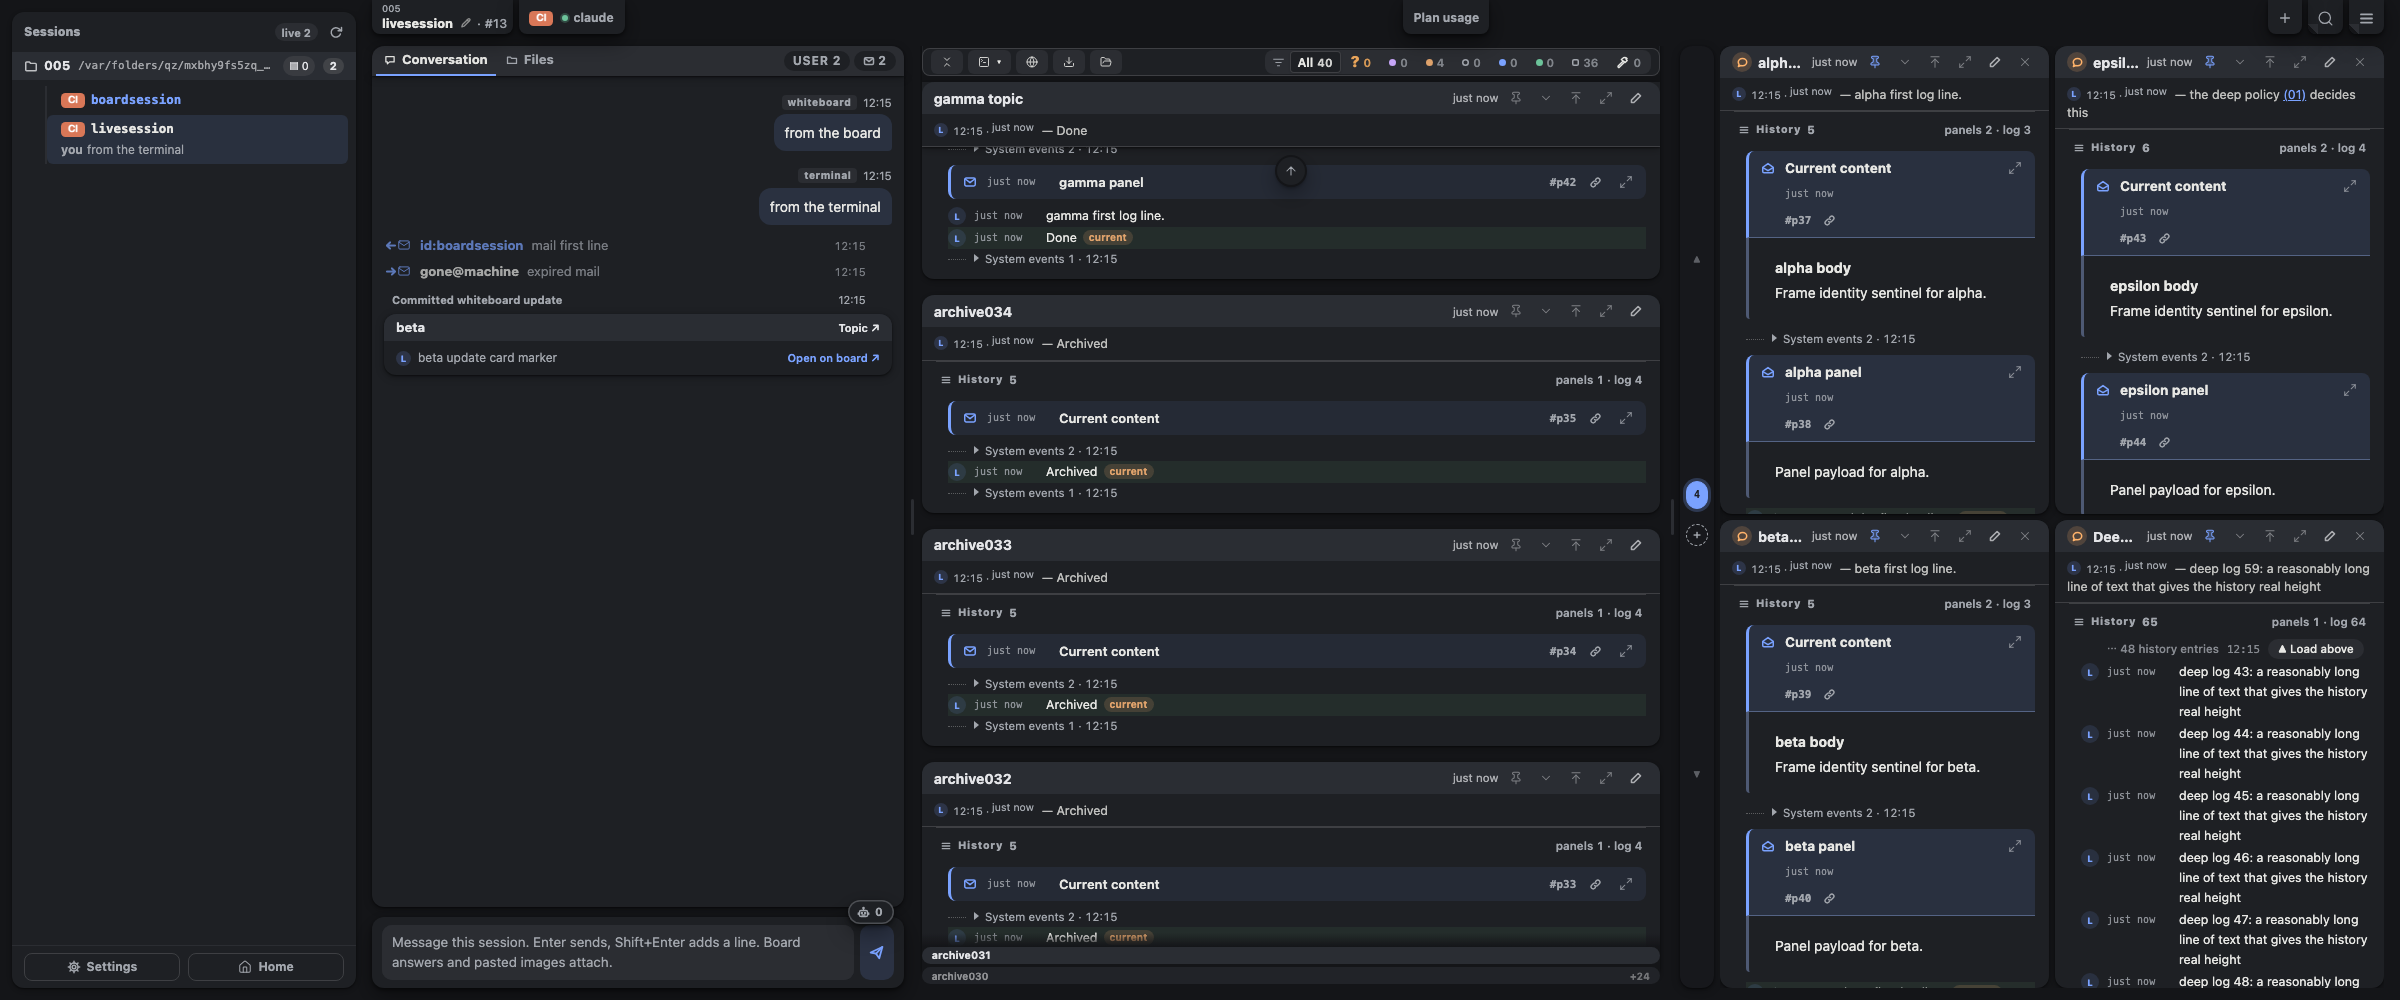 Sessions
live 2
005 /var/folders/qz/mxbhy9fs5zq_…
0
2
CI boardsession
CI livesession
you from the terminal
Settings
Home
005
livesession · #13
CI claude
Plan usage
Conversation
Files
USER 2
2
whiteboard 12:15
from the board
terminal 12:15
from the terminal
id:boardsession mail first line 12:15
gone@machine expired mail 12:15
Committed whiteboard update 12:15
beta
Topic
L beta update card marker
Open on board
0
Message this session. Enter sends, Shift+Enter adds a line. Board
answers and pasted images attach.
All 40
? 0
0
4
0
0
0
36
0
gamma topic
just now
L 12:15 · just now — Done
System events 2 · 12:15
just now gamma panel #p42
L just now gamma first log line.
L just now Done current
System events 1 · 12:15
archive034
just now
L 12:15 · just now — Archived
History 5
panels 1 · log 4
just now Current content #p35
System events 2 · 12:15
L just now Archived current
System events 1 · 12:15
archive033
just now
L 12:15 · just now — Archived
History 5
panels 1 · log 4
just now Current content #p34
System events 2 · 12:15
L just now Archived current
System events 1 · 12:15
archive032
just now
L 12:15 · just now — Archived
History 5
panels 1 · log 4
just now Current content #p33
System events 2 · 12:15
L just now Archived current
archive031
archive030
+24
4
alph...
just now
L 12:15 · just now — alpha first log line.
History 5
panels 2 · log 3
Current content
just now
#p37
alpha body
Frame identity sentinel for alpha.
System events 2 · 12:15
alpha panel
just now
#p38
Panel payload for alpha.
epsil...
just now
L 12:15 · just now — the deep policy (01) decides
this
History 6
panels 2 · log 4
Current content
just now
#p43
epsilon body
Frame identity sentinel for epsilon.
System events 2 · 12:15
epsilon panel
just now
#p44
Panel payload for epsilon.
beta...
just now
L 12:15 · just now — beta first log line.
History 5
panels 2 · log 3
Current content
just now
#p39
beta body
Frame identity sentinel for beta.
System events 2 · 12:15
beta panel
just now
#p40
Panel payload for beta.
Dee...
just now
L 12:15 · just now — deep log 59: a reasonably long
line of text that gives the history real height
History 65
panels 1 · log 64
··· 48 history entries 12:15 Load above
L just now deep log 43: a reasonably long
line of text that gives the history
real height
L just now deep log 44: a reasonably long
line of text that gives the history
real height
L just now deep log 45: a reasonably long
line of text that gives the history
real height
L just now deep log 46: a reasonably long
line of text that gives the history
real height
L just now deep log 47: a reasonably long
line of text that gives the history
real height
L just now deep log 48: a reasonably long